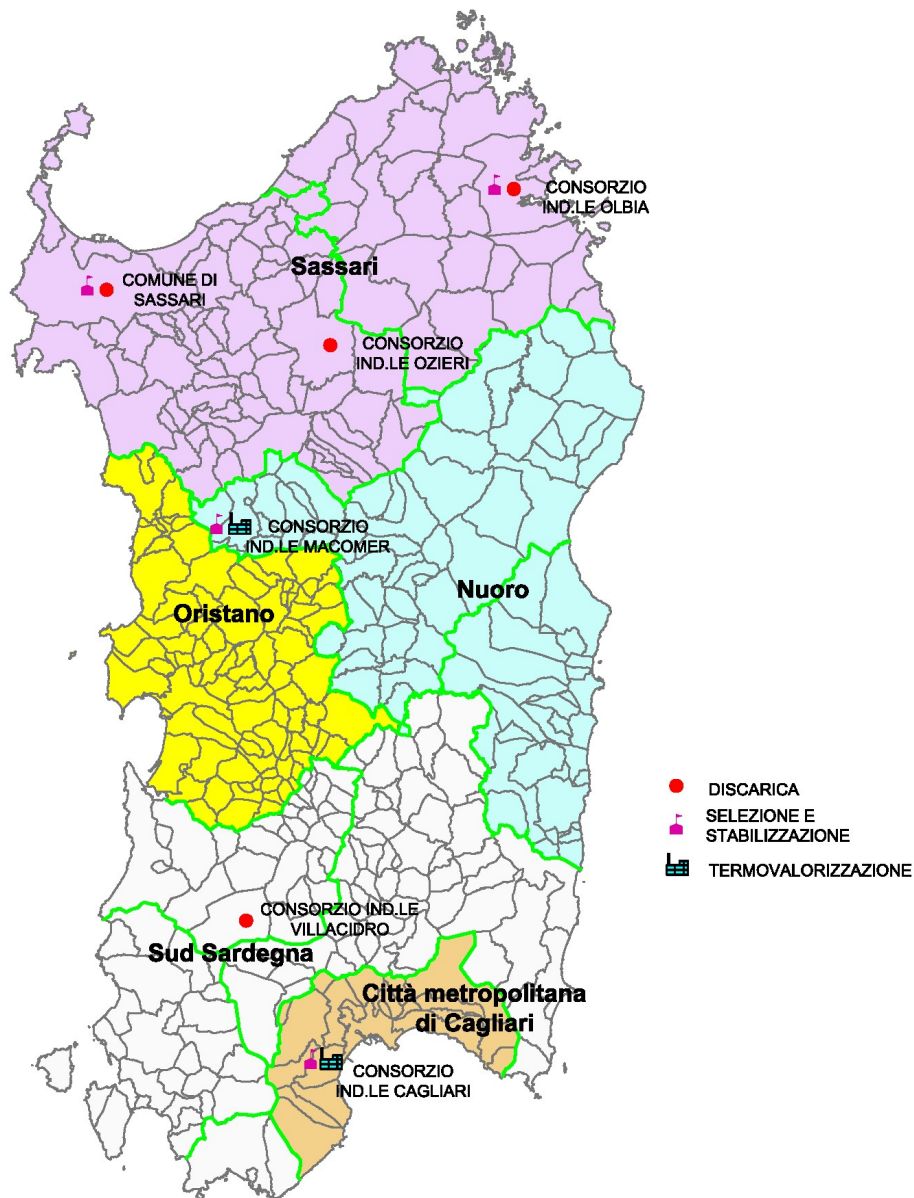 CONSORZIO
IND.LE OLBIA
Sassari
COMUNE DI
SASSARI
CONSORZIO
IND.LE OZIERI
CONSORZIO
IND.LE MACOMER
Nuoro
Oristano
DISCARICA
SELEZIONE E
STABILIZZAZIONE
TERMOVALORIZZAZIONE
CONSORZIO IND.LE
VILLACIDRO
Sud Sardegna
Città metropolitana
di Cagliari
CONSORZIO
IND.LE CAGLIARI